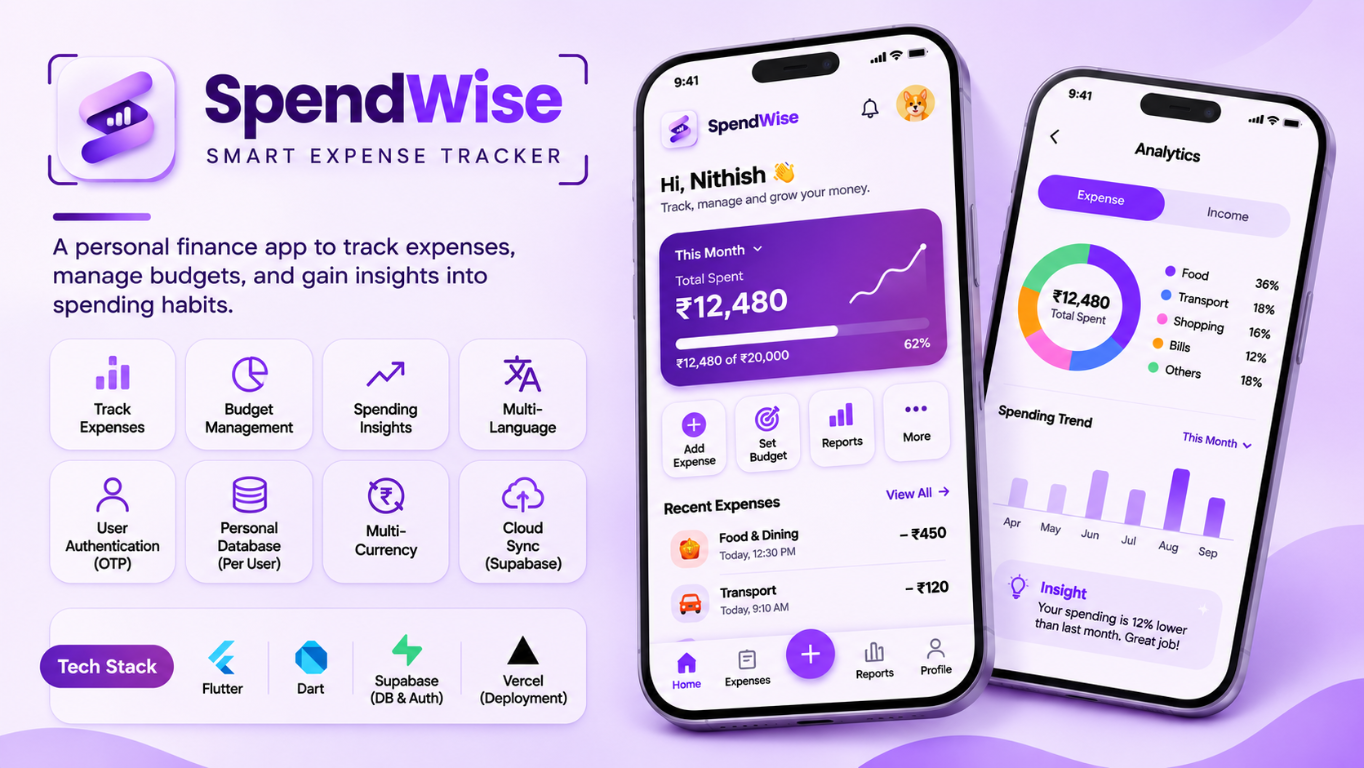 SpendWise
SMART EXPENSE TRACKER
A personal finance app to track expenses,
manage budgets, and gain insights into
spending habits.
Track
Expenses
Budget
Management
Spending
Insights
Multi-
Language
User
Authentication
(OTP)
Personal
Database
(Per User)
Multi-
Currency
Cloud
Sync
(Supabase)
Tech Stack
Flutter
Dart
Supabase
(DB & Auth)
Vercel
(Deployment)
9:41
SpendWise
Hi, Nithish 👋
Track, manage and grow your money.
This Month
Total Spent
₹12,480
₹12,480 of ₹20,000
62%
Add
Expense
Set
Budget
Reports
More
Recent Expenses
View All →
Food & Dining
Today, 12:30 PM
– ₹450
Transport
Today, 9:10 AM
– ₹120
Home
Expenses
Reports
Profile
9:41
Analytics
Expense
Income
₹12,480
Total Spent
Food 36%
Transport 18%
Shopping 16%
Bills 12%
Others 18%
Spending Trend
This Month
Apr May Jun Jul Aug Sep
Insight
Your spending is 12% lower
than last month. Great job!